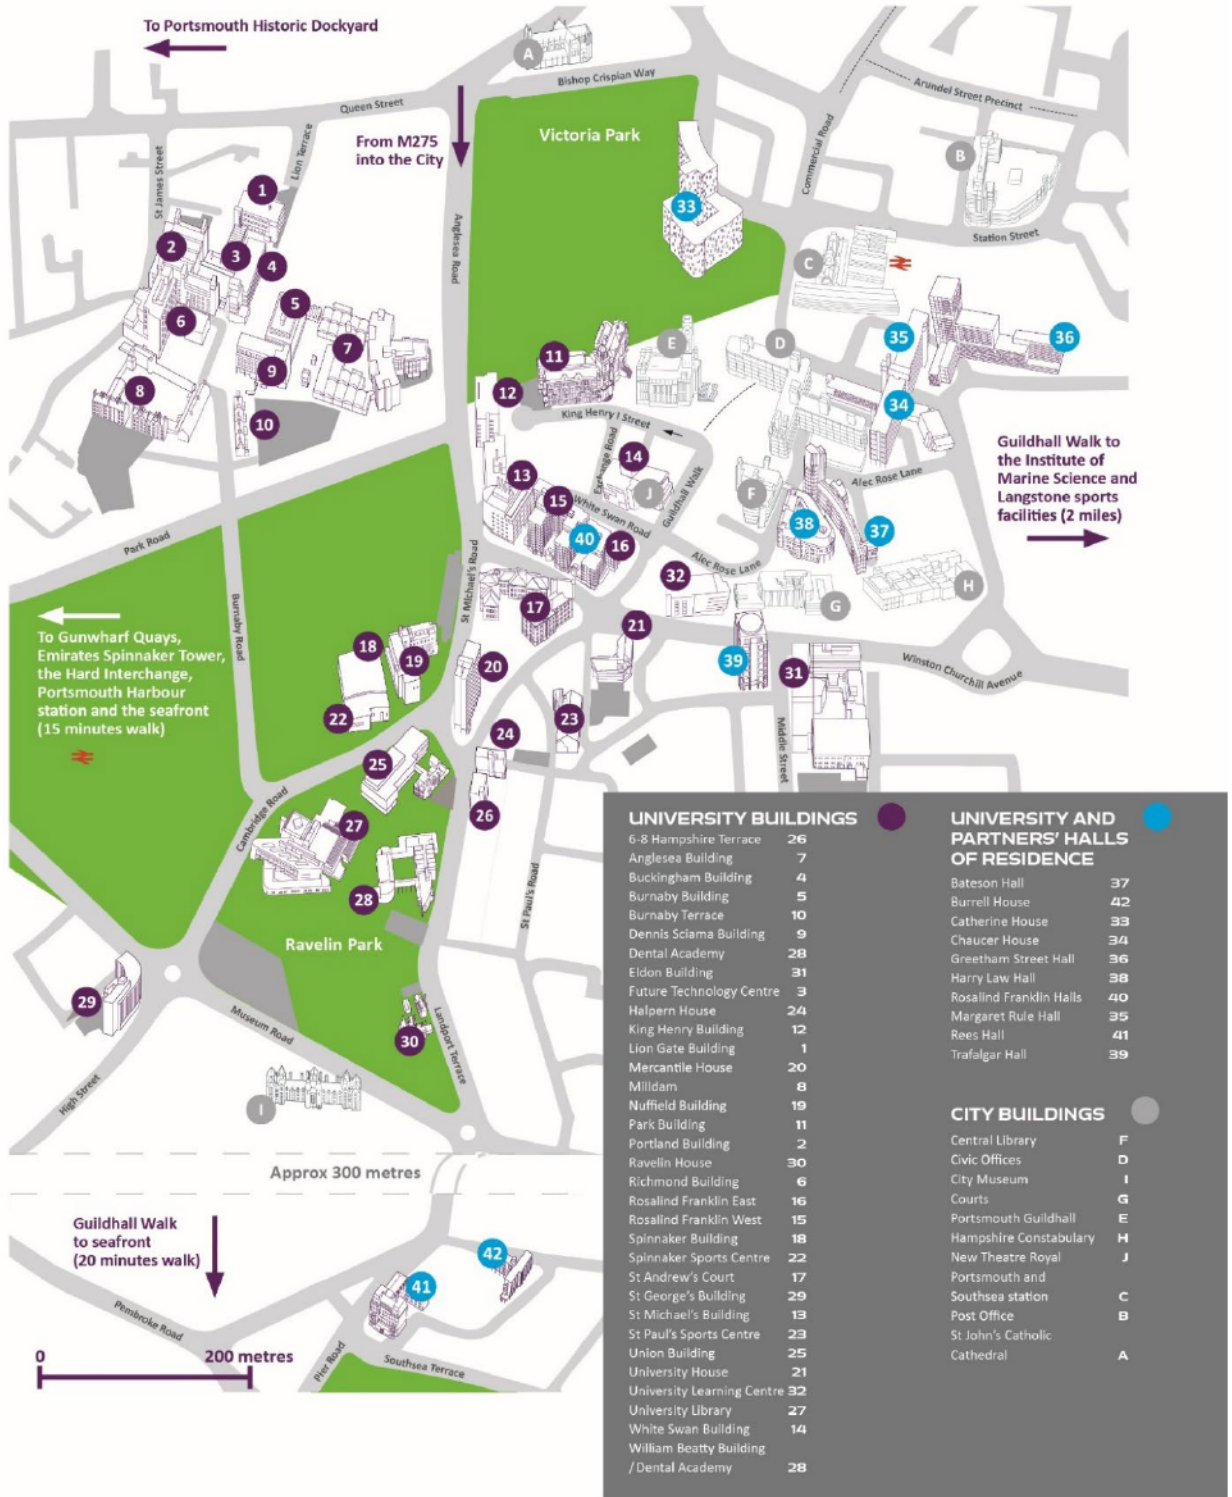 To Portsmouth Historic Dockyard
A
Bishop Crispian Way
Arundel Street Precinct
Queen Street
From M275
into the City
Victoria Park
Commercial Road
B
Lion Terrace
St James Street
1
33
Station Street
2
3
4
Anglesea Road
C
5
6
7
35
36
E
D
11
8
9
12
34
10
King Henry I Street
Guildhall Walk to
the Institute of
Marine Science and
Langstone sports
facilities (2 miles)
Exchange Road
14
13
J
F
Alec Rose Lane
Guildhall Walk
15
White Swan Road
38
37
40
16
Park Road
Alec Rose Lane
St Michael's Road
32
H
G
17
Burnaby Road
To Gunwharf Quays,
Emirates Spinnaker Tower,
the Hard Interchange,
Portsmouth Harbour
station and the seafront
(15 minutes walk)
21
18
19
20
39
31
Winston Churchill Avenue
22
23
24
Middle Street
25
26
Cambridge Road
27
28
St Paul's Road
Ravelin Park
29
Museum Road
30
Landport Terrace
High Street
I
Approx 300 metres
Guildhall Walk
to seafront
(20 minutes walk)
42
41
Pembroke Road
0
200 metres
Pier Road
Southsea Terrace
UNIVERSITY BUILDINGS
6-8 Hampshire Terrace 26
Anglesea Building 7
Buckingham Building 4
Burnaby Building 5
Burnaby Terrace 10
Dennis Sciama Building 9
Dental Academy 28
Eldon Building 31
Future Technology Centre 3
Halpern House 24
King Henry Building 12
Lion Gate Building 1
Mercantile House 20
Milldam 8
Nuffield Building 19
Park Building 11
Portland Building 2
Ravelin House 30
Richmond Building 6
Rosalind Franklin East 16
Rosalind Franklin West 15
Spinnaker Building 18
Spinnaker Sports Centre 22
St Andrew's Court 17
St George's Building 29
St Michael's Building 13
St Paul's Sports Centre 23
Union Building 25
University House 21
University Learning Centre 32
University Library 27
White Swan Building 14
William Beatty Building
/ Dental Academy 28
UNIVERSITY AND
PARTNERS' HALLS
OF RESIDENCE
Bateson Hall 37
Burrell House 42
Catherine House 33
Chaucer House 34
Greetham Street Hall 36
Harry Law Hall 38
Rosalind Franklin Halls 40
Margaret Rule Hall 35
Rees Hall 41
Trafalgar Hall 39
CITY BUILDINGS
Central Library F
Civic Offices D
City Museum I
Courts G
Portsmouth Guildhall E
Hampshire Constabulary H
New Theatre Royal J
Portsmouth and
Southsea station C
Post Office B
St John's Catholic
Cathedral A